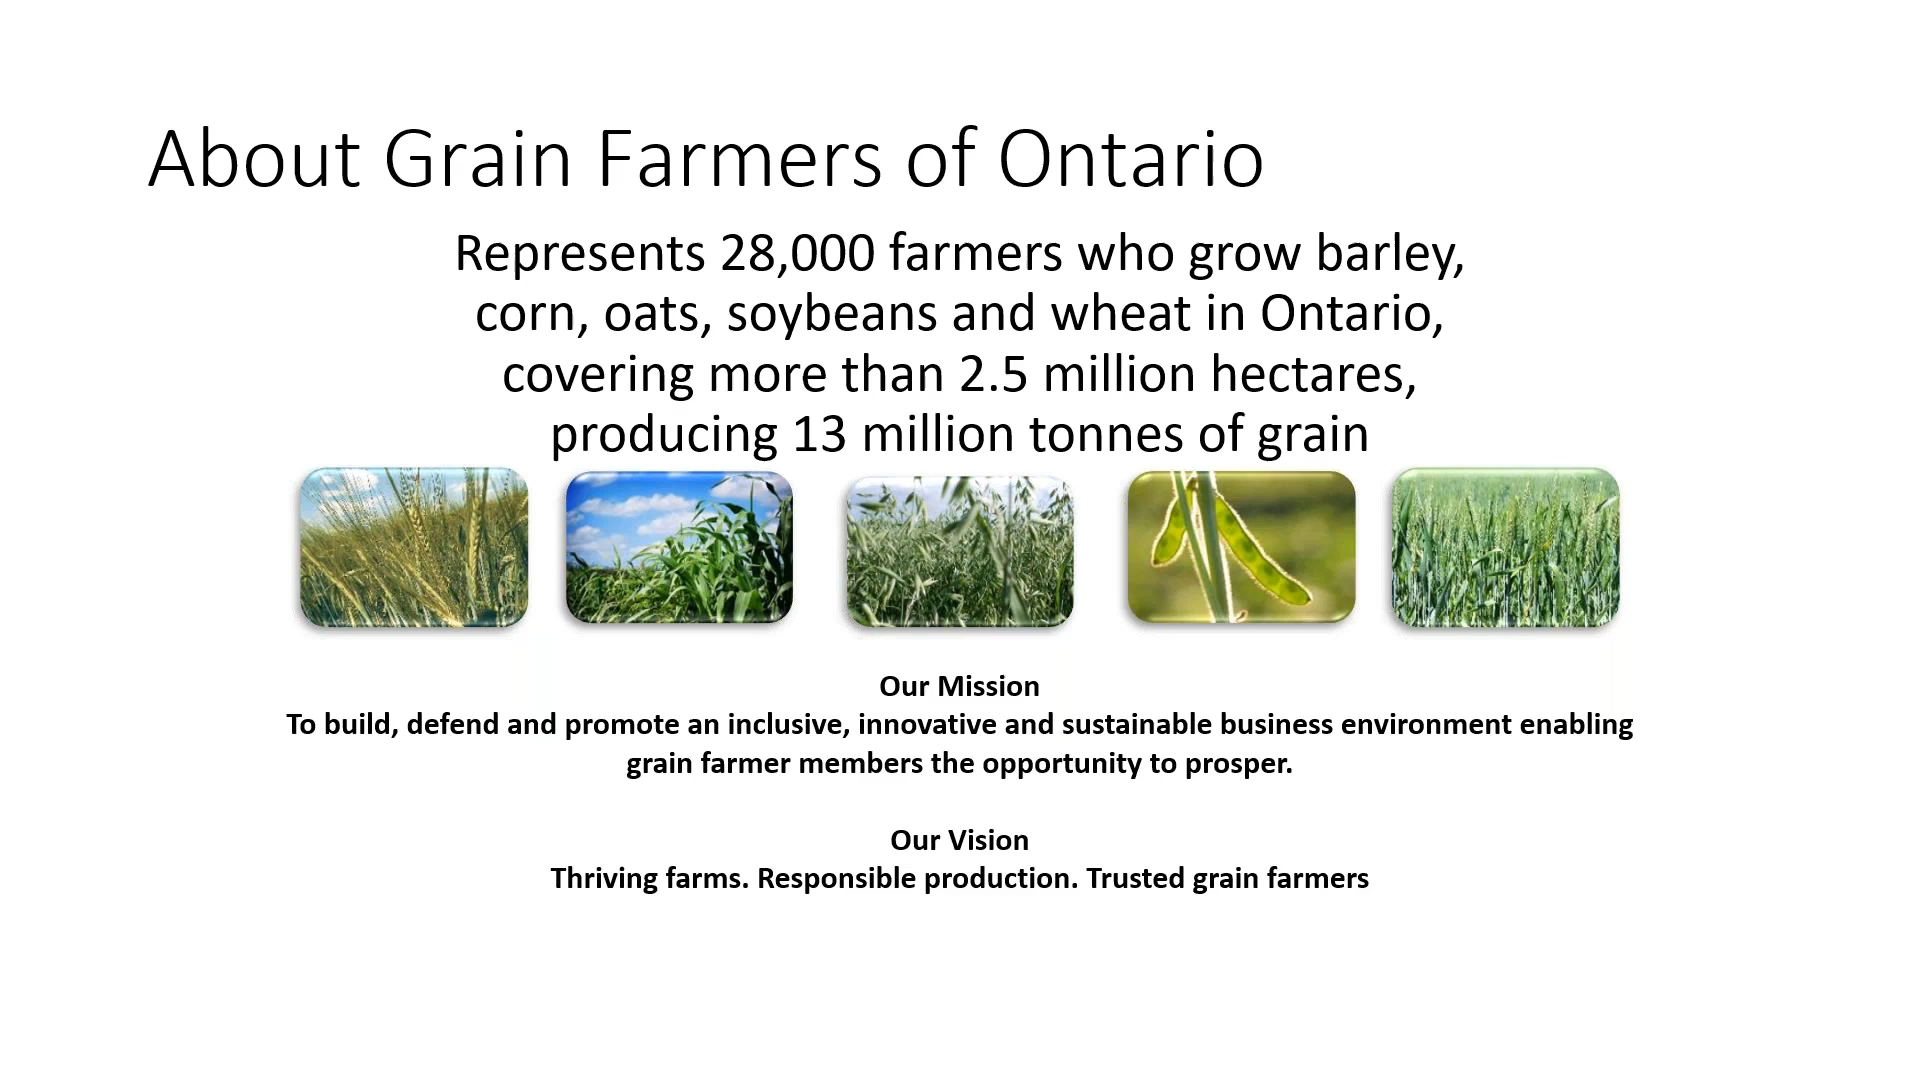 About Grain Farmers of Ontario
Represents 28,000 farmers who grow barley,
corn, oats, soybeans and wheat in Ontario,
covering more than 2.5 million hectares,
producing 13 million tonnes of grain
Our Mission
To build, defend and promote an inclusive, innovative and sustainable business environment enabling
grain farmer members the opportunity to prosper.
Our Vision
Thriving farms. Responsible production. Trusted grain farmers